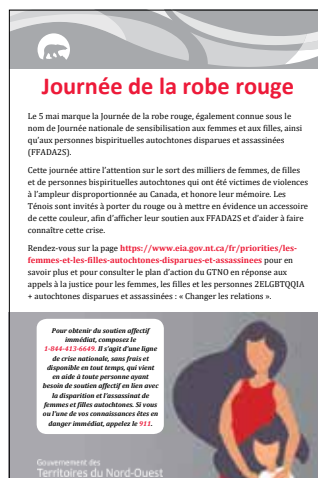 Journée de la robe rouge
Le 5 mai marque la Journée de la robe rouge, également connue sous le
nom de Journée nationale de sensibilisation aux femmes et aux filles, ainsi
qu'aux personnes bispirituelles autochtones disparues et assassinées
(FFADA2S).
Cette journée attire l'attention sur le sort des milliers de femmes, de filles
et de personnes bispirituelles autochtones qui ont été victimes de violences
à l'ampleur disproportionnée au Canada, et honore leur mémoire. Les
Ténois sont invités à porter du rouge ou à mettre en évidence un accessoire
de cette couleur, afin d'afficher leur soutien aux FFADA2S et d'aider à faire
connaître cette crise.
Rendez-vous sur la page https://www.eia.gov.nt.ca/fr/priorities/les-
femmes-et-les-filles-autochtones-disparues-et-assassinees pour en
savoir plus et pour consulter le plan d'action du GTNO en réponse aux
appels à la justice pour les femmes, les filles et les personnes 2ELGBTQQIA
+ autochtones disparues et assassinées : « Changer les relations ».
Pour obtenir du soutien affectif
immédiat, composez le
1-844-413-6649. Il s'agit d'une ligne
de crise nationale, sans frais et
disponible en tout temps, qui vient
en aide à toute personne ayant
besoin de soutien affectif en lien avec
la disparition et l'assassinat de
femmes et filles autochtones. Si vous
ou l'une de vos connaissances êtes en
danger immédiat, appelez le 911.
Gouvernement des
Territoires du Nord-Ouest